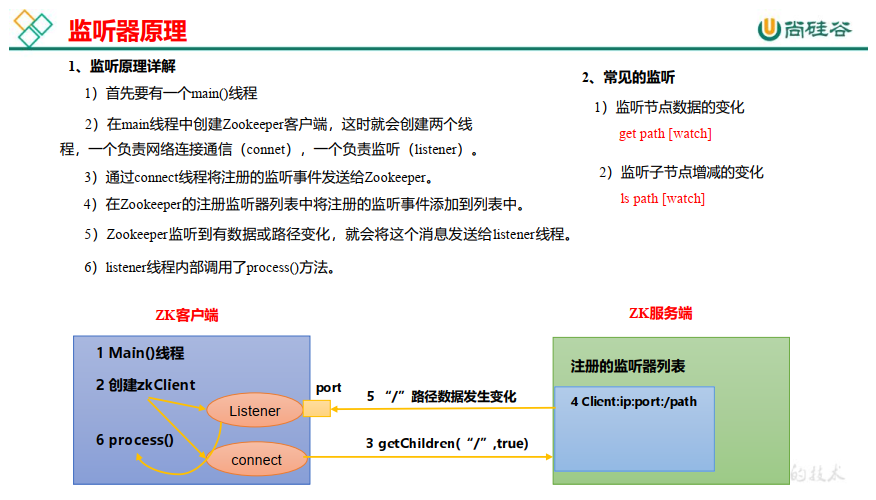 监听器原理
尚硅谷
1、监听原理详解
1）首先要有一个main()线程
2）在main线程中创建Zookeeper客户端，这时就会创建两个线
程，一个负责网络连接通信（connet），一个负责监听（listener）。
3）通过connect线程将注册的监听事件发送给Zookeeper。
4）在Zookeeper的注册监听器列表中将注册的监听事件添加到列表中。
5）Zookeeper监听到有数据或路径变化，就会将这个消息发送给listener线程。
6）listener线程内部调用了process()方法。
2、常见的监听
1）监听节点数据的变化
get path [watch]
2）监听子节点增减的变化
ls path [watch]
ZK客户端
1 Main()线程
2 创建zkClient
Listener
port
6 process()
connect
5 “/”路径数据发生变化
3 getChildren(“/”,true)
ZK服务端
注册的监听器列表
4 Client:ip:port:/path
的技术